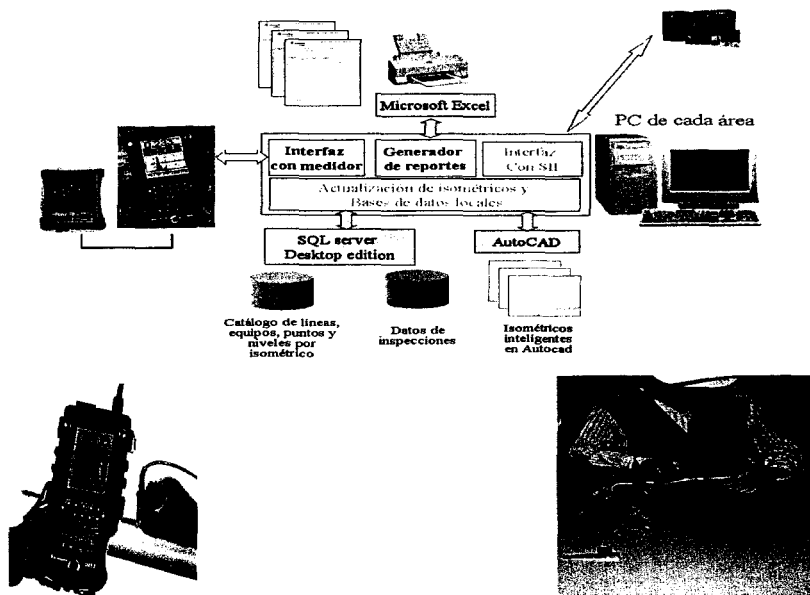 Microsoft Excel
PC de cada área
Interfaz
con medidor
Generador
de reportes
Interfaz
Con SII
Actualización de isométricos y
Bases de datos locales
SQL server
Desktop edition
AutoCAD
Catálogo de líneas,
equipos, puntos y
niveles por
isométrico
Datos de
inspecciones
Isométricos
inteligentes
en Autocad